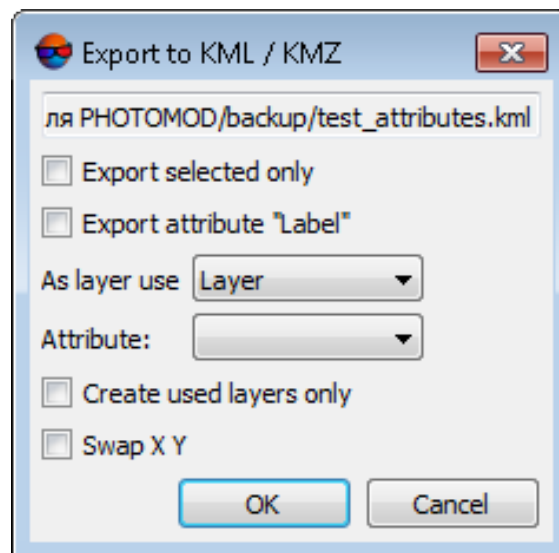 Export to KML / KMZ
ля PHOTOMOD/backup/test_attributes.kml
Export selected only
Export attribute "Label"
As layer use Layer
Attribute:
Create used layers only
Swap X Y
OK Cancel